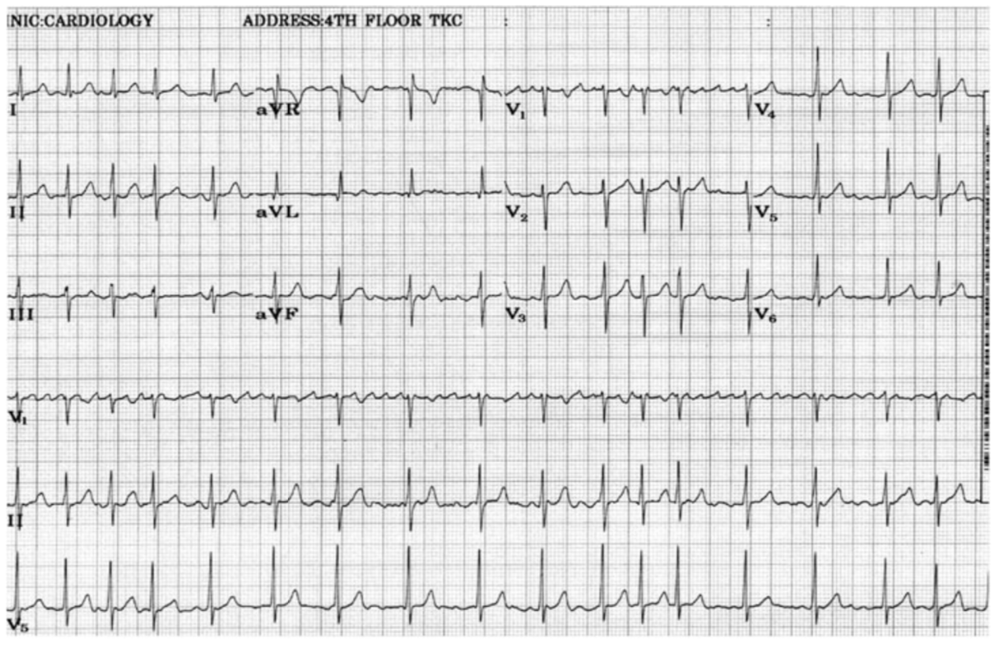 NIC:CARDIOLOGY ADDRESS:4TH FLOOR TKC : :
I aVR V₁ V₄
II aVL V₂ V₅
III aVF V₃ V₆
V₁
II
V₅